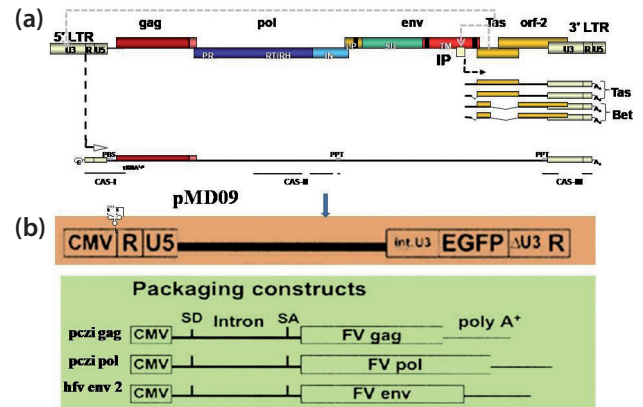 (a)
gag pol env Tas orf-2 3' LTR
5' LTR
U3 R U5
LP SU TM
U3 R U5
PR RT/RH IN
IP
Tas
Bet
PBS PPT PPT
CAS-I CAS-II CAS-III
pMD09
(b)
CMV R U5 int.U3 EGFP ΔU3 R
Packaging constructs
SD Intron SA poly A+
pczi gag CMV FV gag
pczi pol CMV FV pol
hfv env 2 CMV FV env